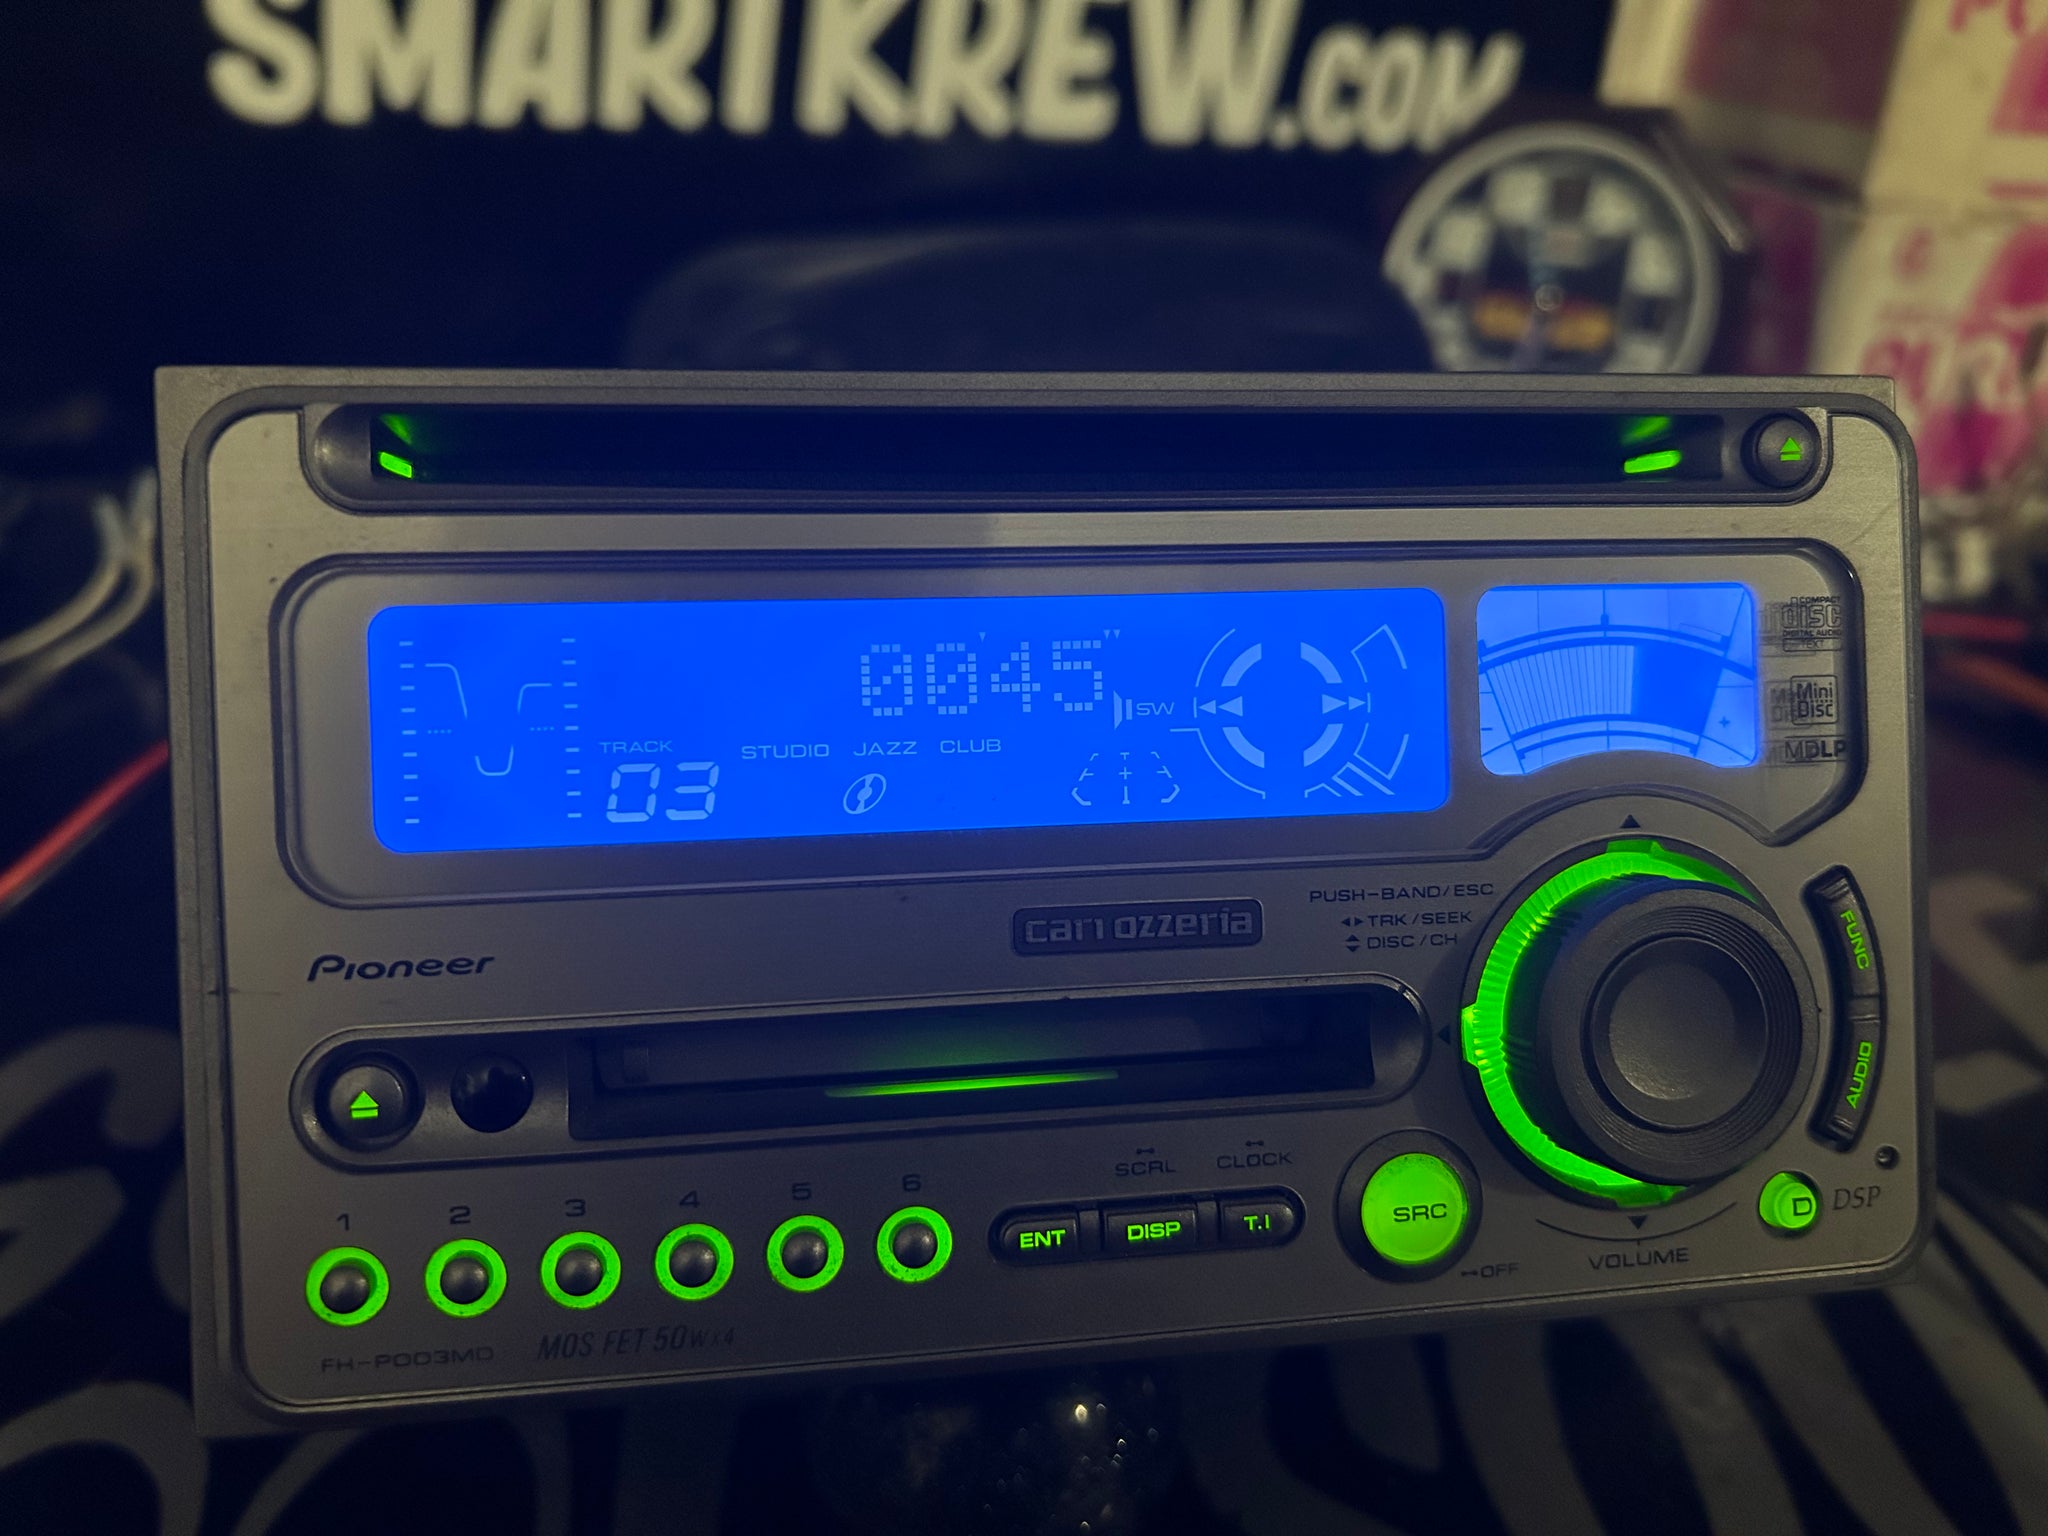 SMARTKREW.COM
COMPACT
DISC
DIGITAL AUDIO
TEXT
00'45"
SW
TRACK
03
STUDIO JAZZ CLUB
Mini
Disc
MDLP
Pioneer
carrozzeria
PUSH-BAND/ESC
TRK/SEEK
DISC/CH
FUNC
AUDIO
SCRL
CLOCK
1 2 3 4 5 6
ENT
DISP
T.I
SRC
OFF
VOLUME
D
DSP
FH-P003MD
MOS FET 50W x 4